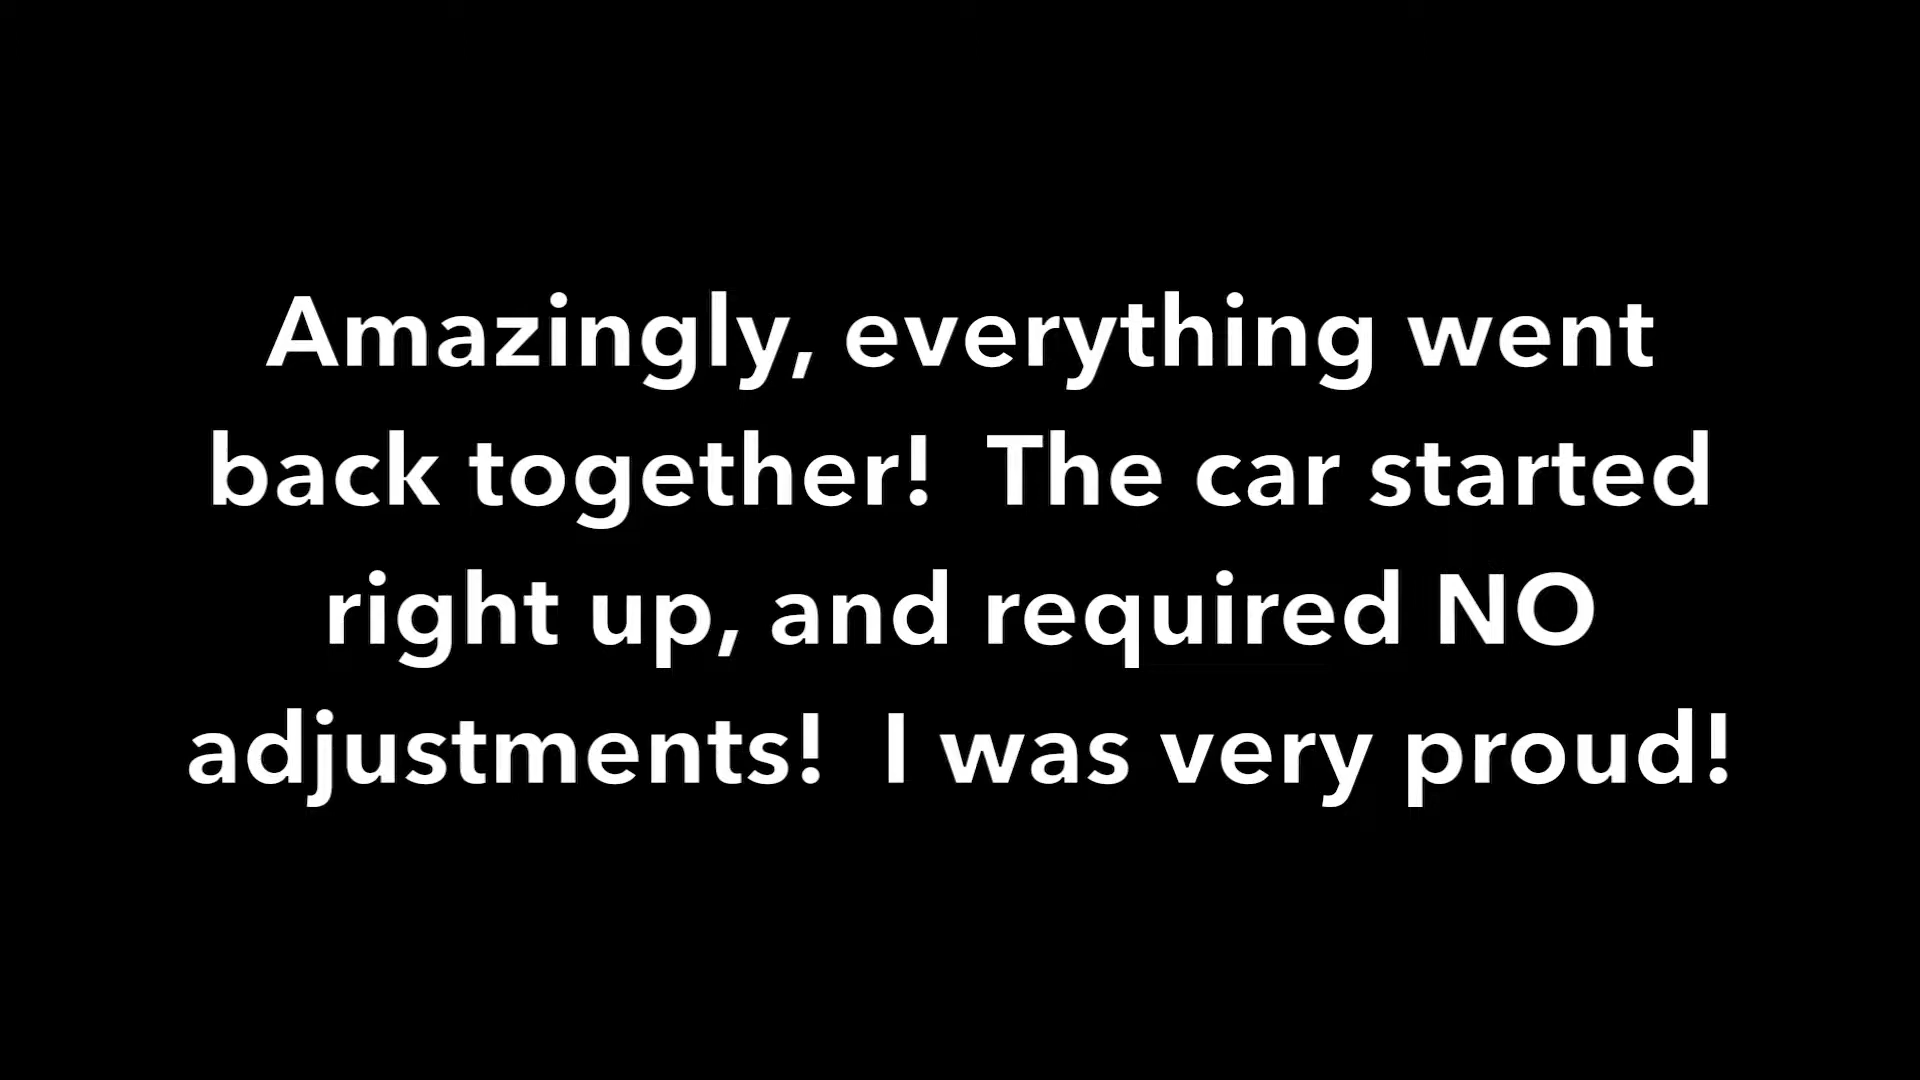 Amazingly, everything went
back together!  The car started
right up, and required NO
adjustments!  I was very proud!